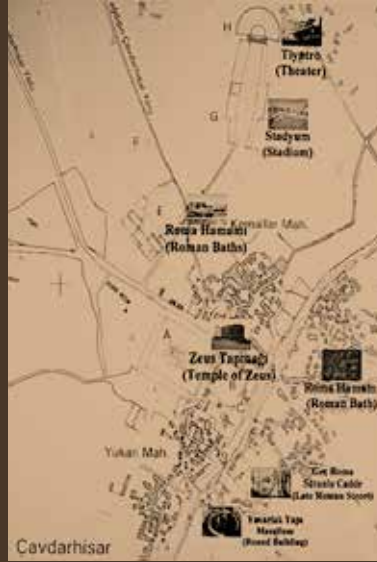 H
Tiyatro
(Theater)
G
Stadyum
(Stadium)
F
E
Roma Hamamı
(Roman Baths)
Kemaller Mah.
A
Zeus Tapınağı
(Temple of Zeus)
Roma Hamamı
(Roman Bath)
C
Yukarı Mah.
Geç Roma
Sütunlu Cadde
(Late Roman Street)
Yuvarlak Yapı
(Round Building)
Cavdarhisar